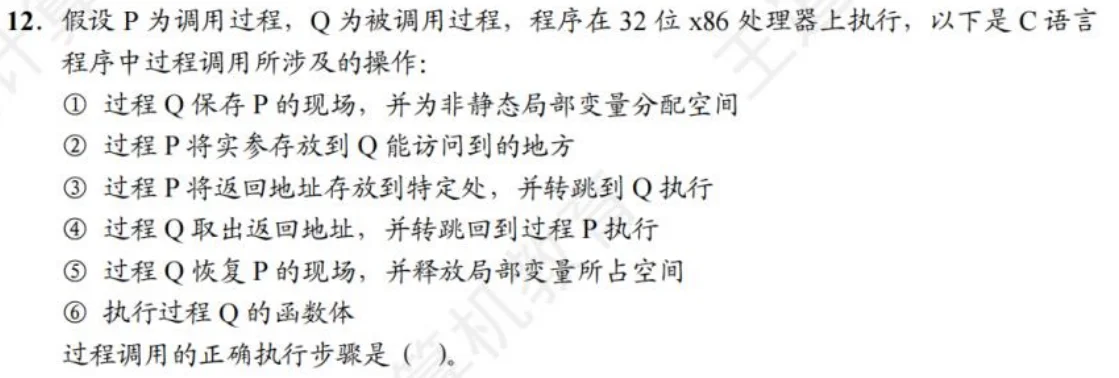 12. 假设 P 为调用过程，Q 为被调用过程，程序在 32 位 x86 处理器上执行，以下是 C 语言
程序中过程调用所涉及的操作：
① 过程 Q 保存 P 的现场，并为非静态局部变量分配空间
② 过程 P 将实参存放到 Q 能访问到的地方
③ 过程 P 将返回地址存放到特定处，并转跳到 Q 执行
④ 过程 Q 取出返回地址，并转跳回到过程 P 执行
⑤ 过程 Q 恢复 P 的现场，并释放局部变量所占空间
⑥ 执行过程 Q 的函数体
过程调用的正确执行步骤是（ ）。